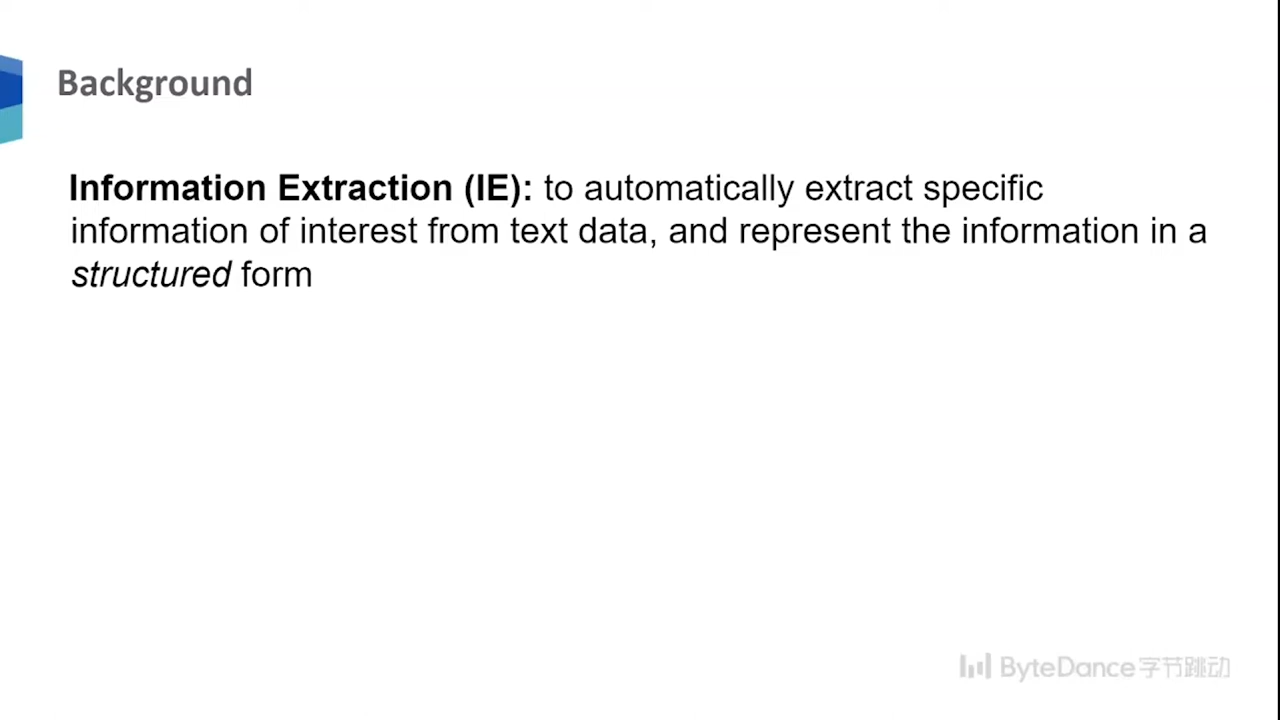 Background
Information Extraction (IE): to automatically extract specific
information of interest from text data, and represent the information in a
structured form
ByteDance字节跳动